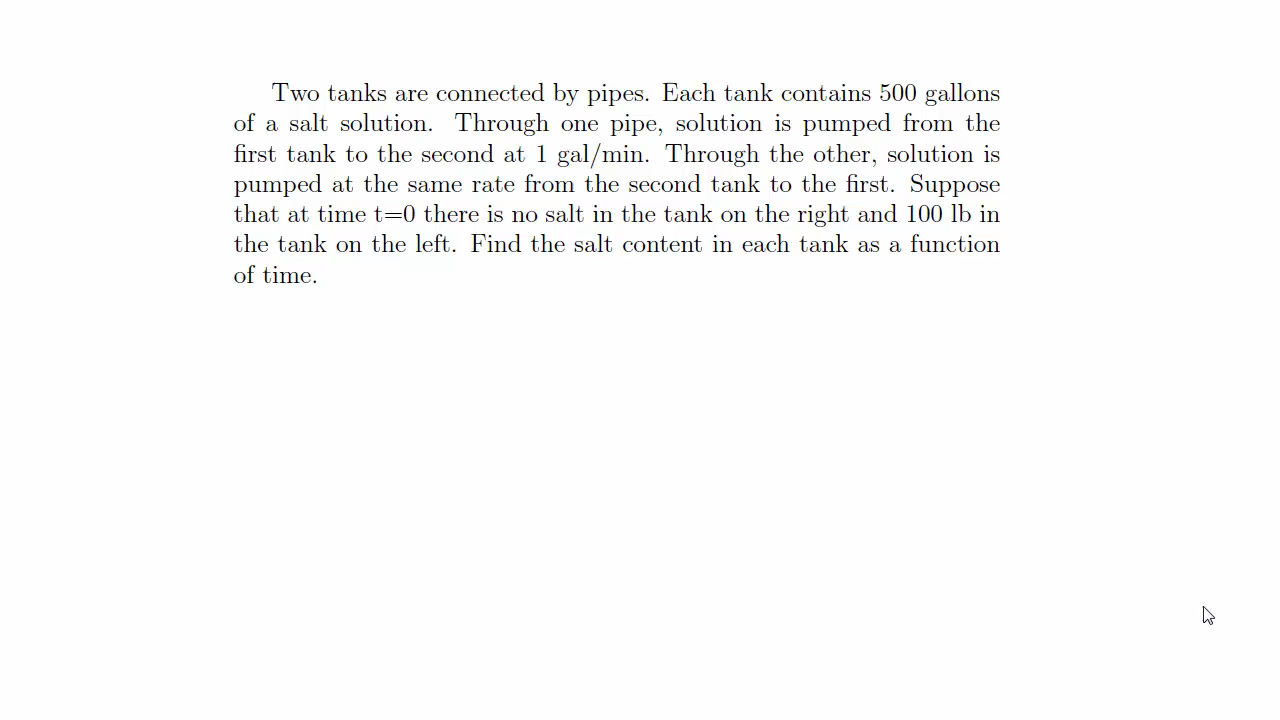 Two tanks are connected by pipes. Each tank contains 500 gallons
of a salt solution. Through one pipe, solution is pumped from the
first tank to the second at 1 gal/min. Through the other, solution is
pumped at the same rate from the second tank to the first. Suppose
that at time t=0 there is no salt in the tank on the right and 100 lb in
the tank on the left. Find the salt content in each tank as a function
of time.